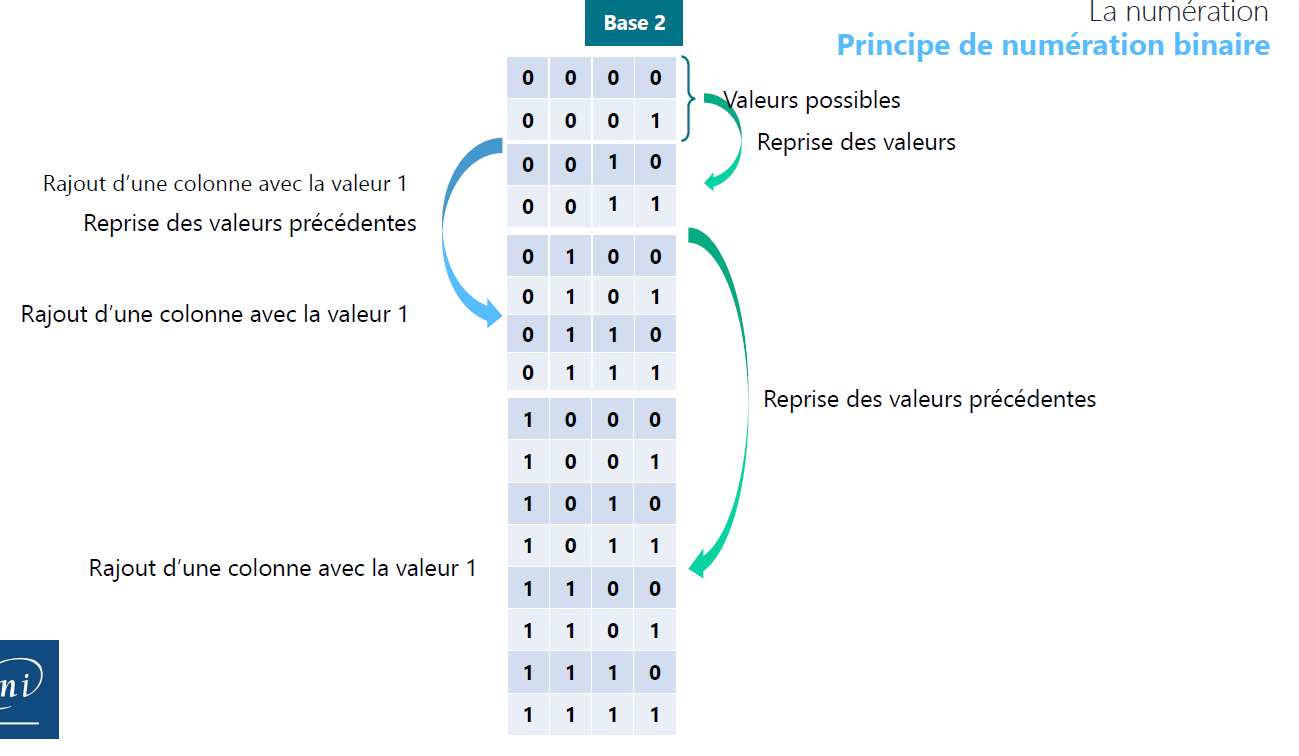 La numération
Base 2
Principe de numération binaire
0 0 0 0
Valeurs possibles
0 0 0 1
Reprise des valeurs
0 0 1 0
Rajout d’une colonne avec la valeur 1
0 0 1 1
Reprise des valeurs précédentes
0 1 0 0
0 1 0 1
Rajout d’une colonne avec la valeur 1
0 1 1 0
0 1 1 1
Reprise des valeurs précédentes
1 0 0 0
1 0 0 1
1 0 1 0
1 0 1 1
Rajout d’une colonne avec la valeur 1
1 1 0 0
1 1 0 1
1 1 1 0
1 1 1 1